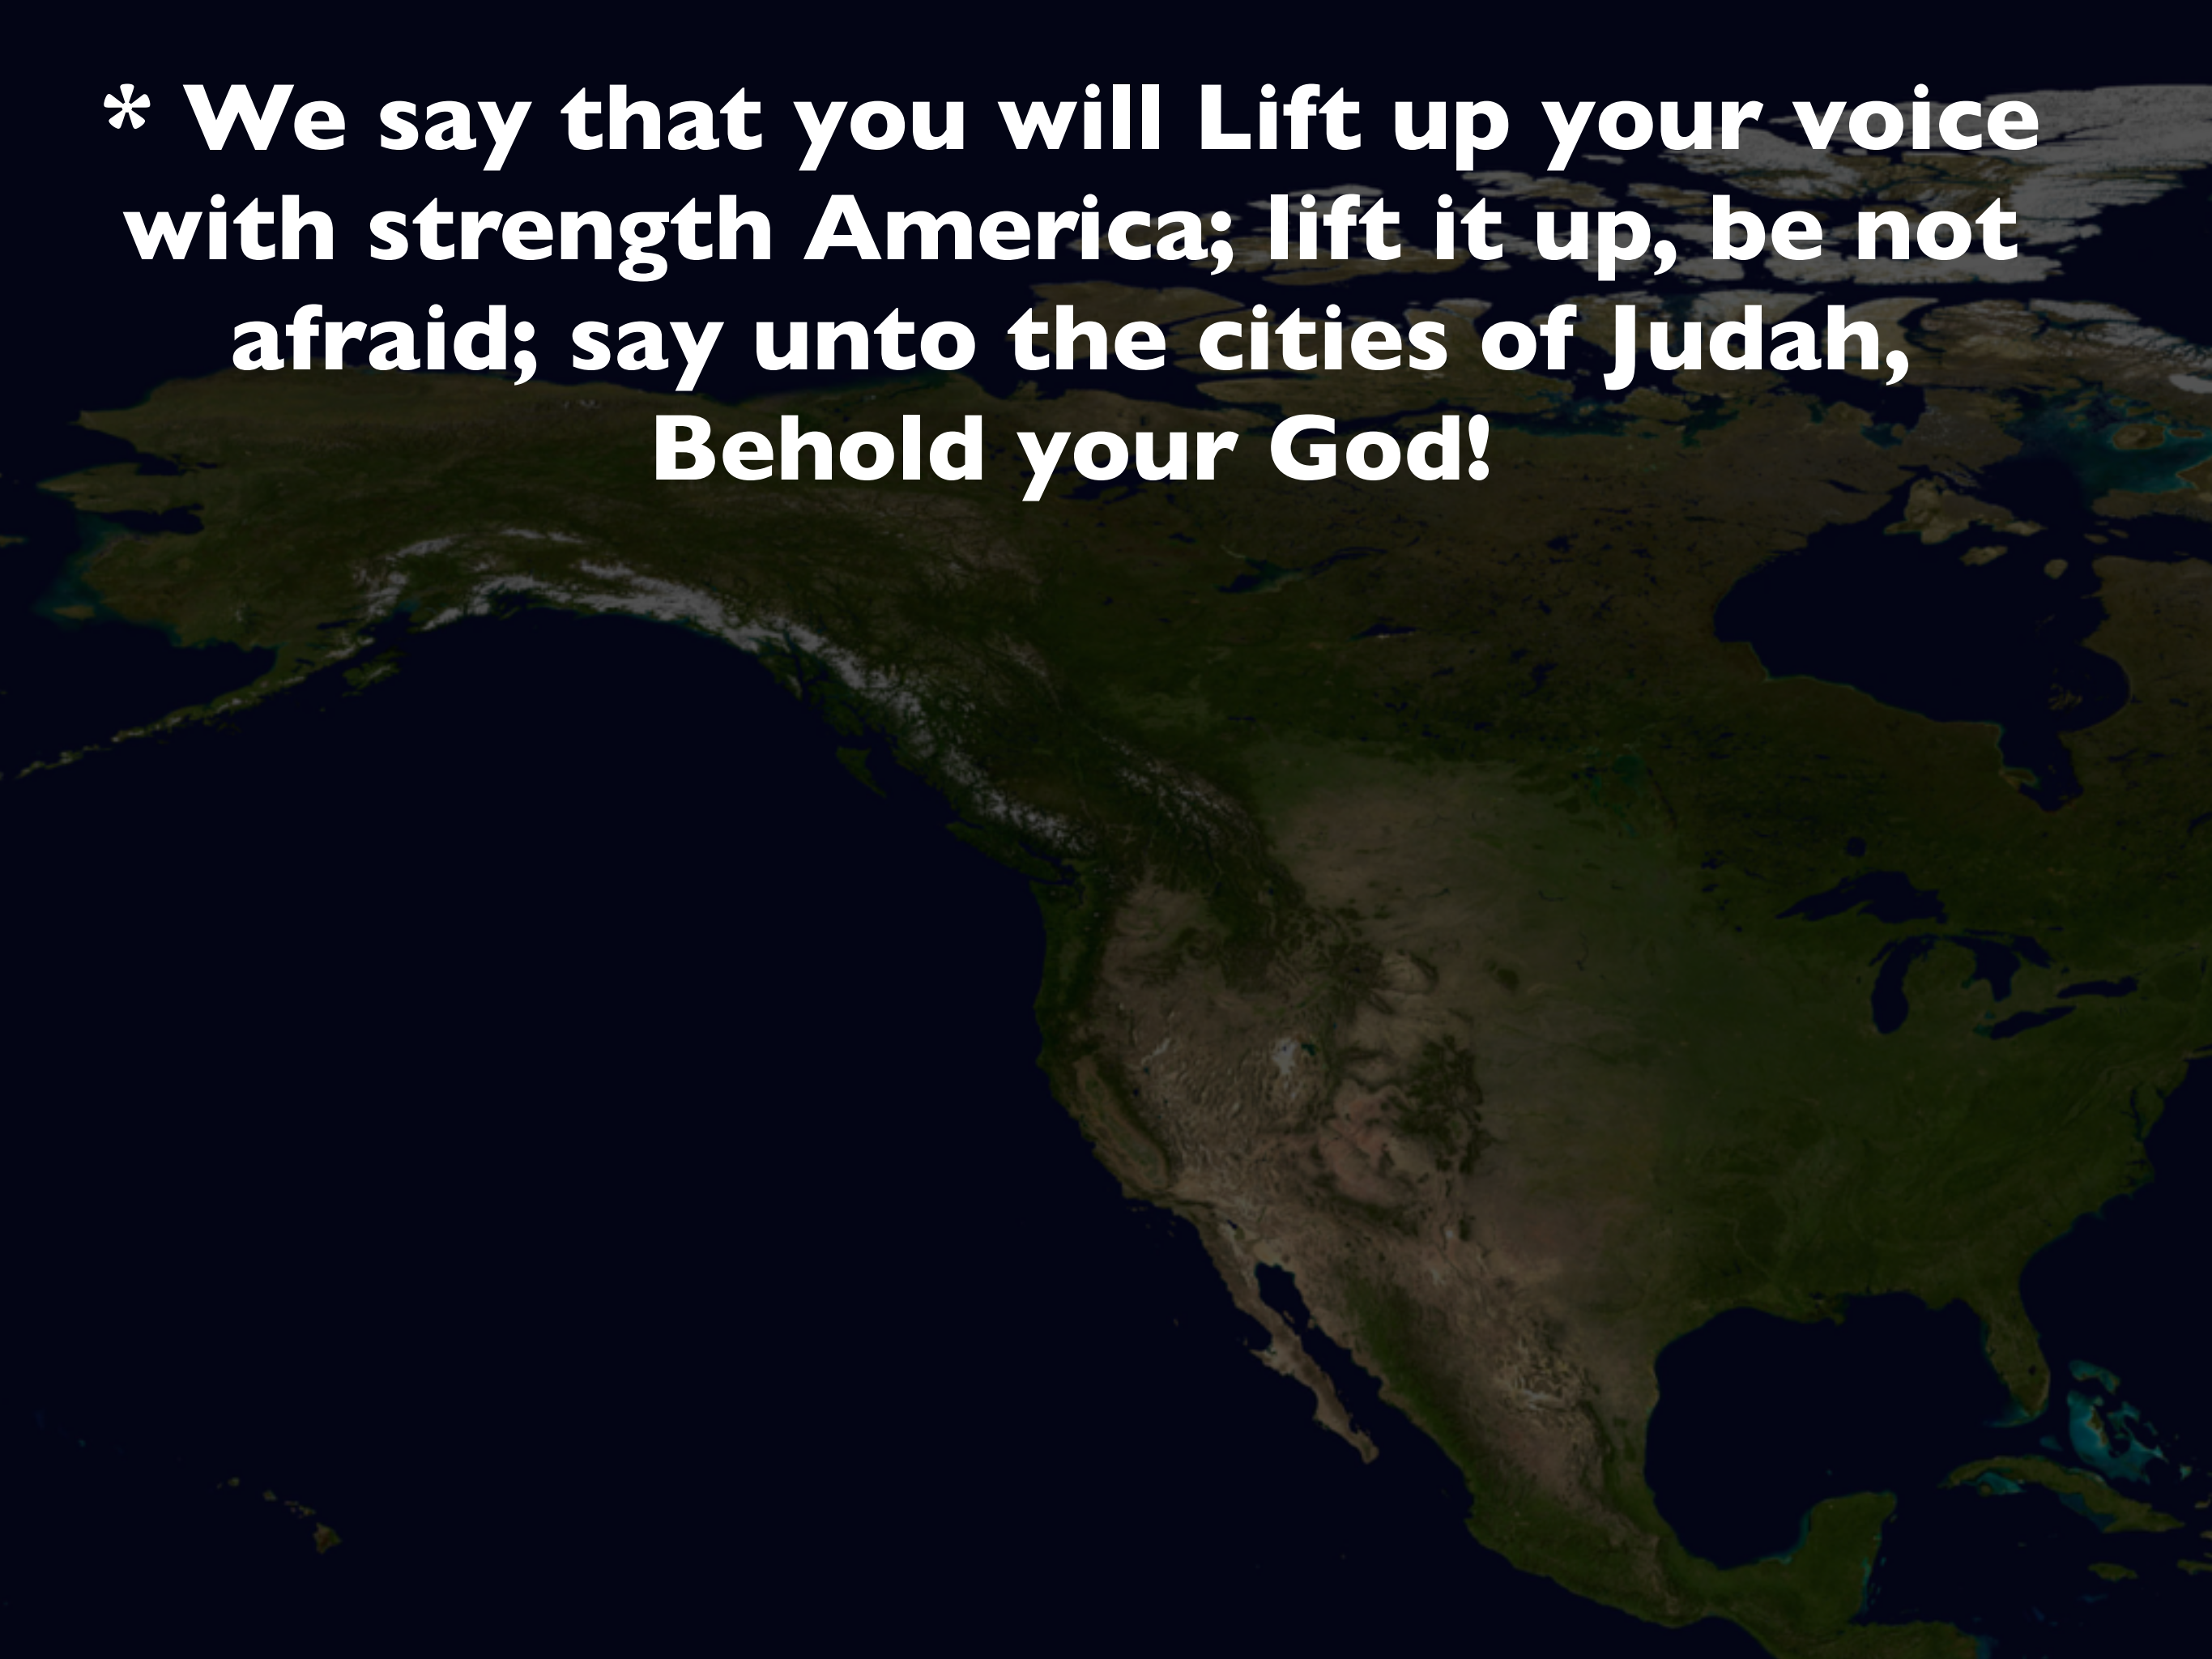 * We say that you will Lift up your voice
with strength America; lift it up, be not
afraid; say unto the cities of Judah,
Behold your God!